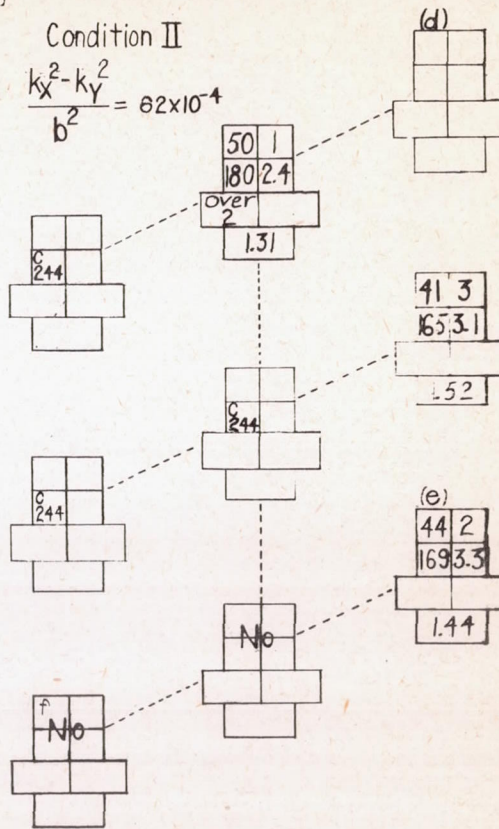 (d)
Condition II
kx²-ky²
b²
= 62x10⁻⁴
50 1
180 2.4
over
2
1.31
C
244
41 3
165 3.1
1.52
C
244
C
244
(e)
44 2
169 3.3
1.44
No
f
No